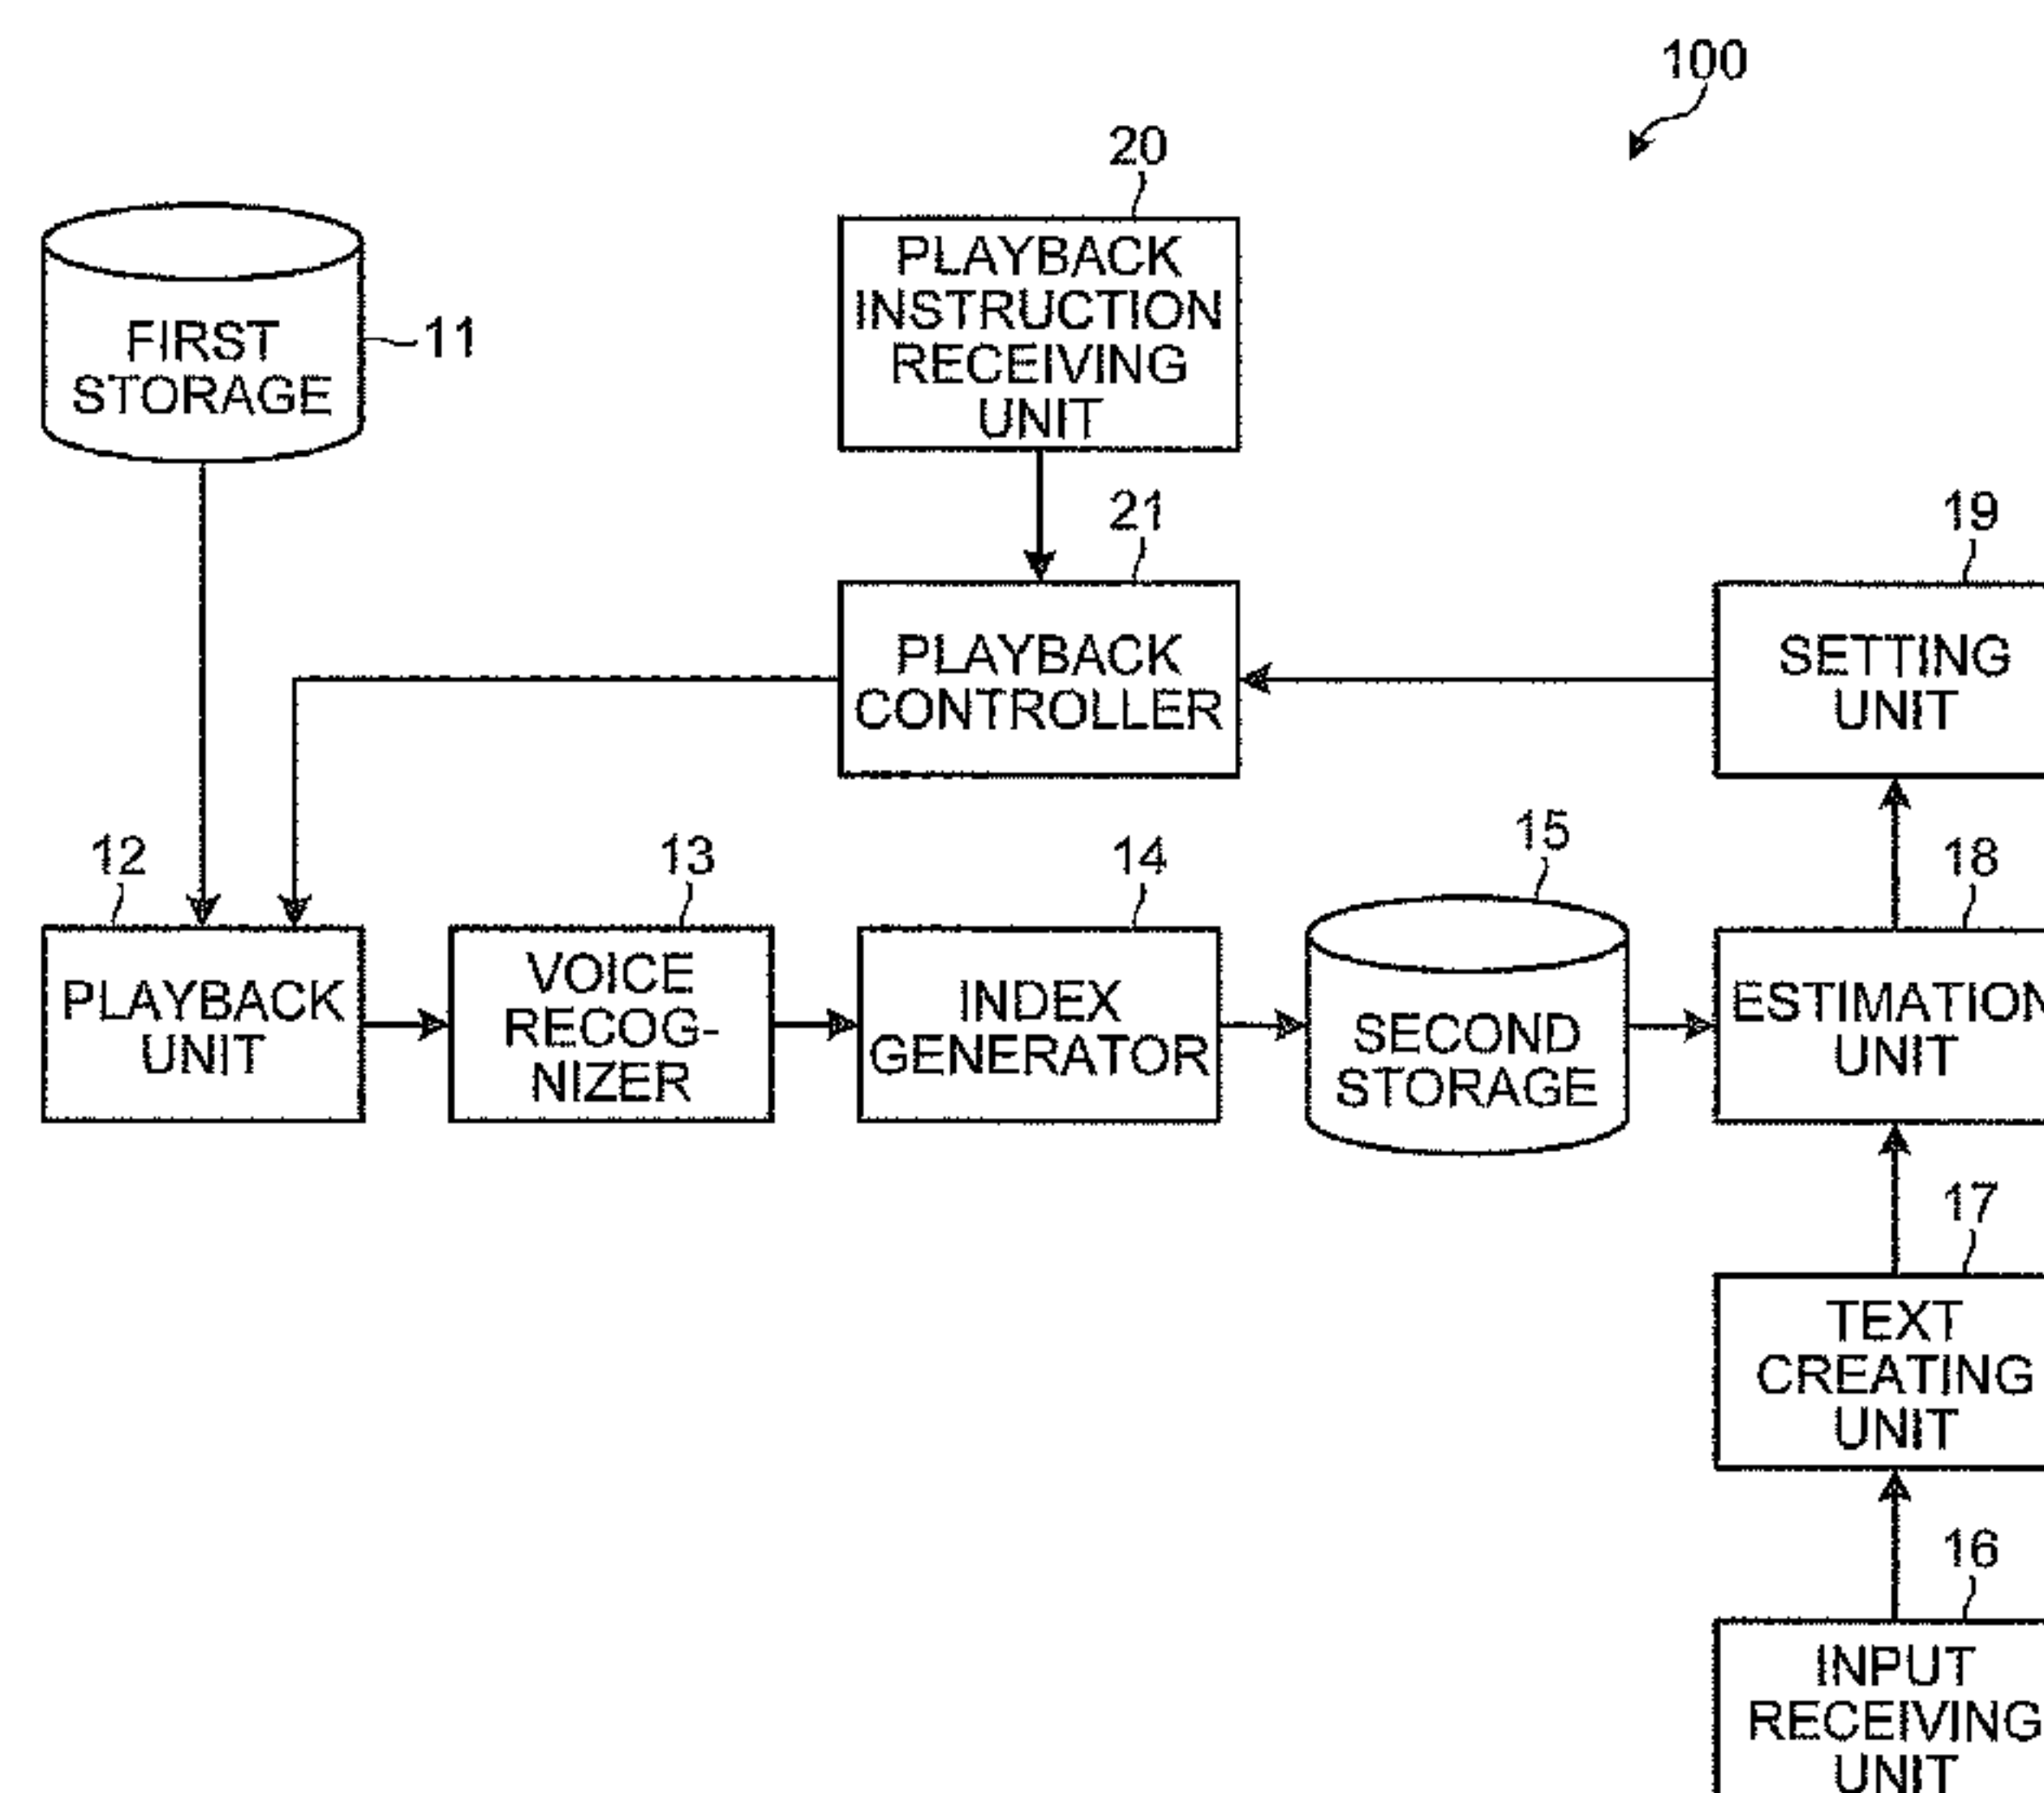 100
20
PLAYBACK
INSTRUCTION
RECEIVING
UNIT
FIRST
STORAGE
11
21
PLAYBACK
CONTROLLER
19
SETTING
UNIT
12
PLAYBACK
UNIT
13
VOICE
RECOG-
NIZER
14
INDEX
GENERATOR
15
SECOND
STORAGE
18
ESTIMATION
UNIT
17
TEXT
CREATING
UNIT
16
INPUT
RECEIVING
UNIT